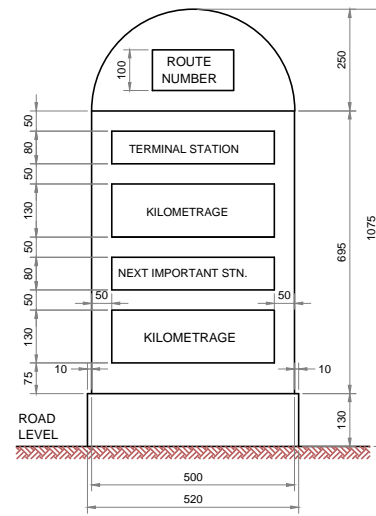 ROUTE
NUMBER
100
250
50
TERMINAL STATION
80
50
KILOMETRAGE
130
1075
695
50
NEXT IMPORTANT STN.
80
50
50
50
KILOMETRAGE
130
10
10
75
ROAD
LEVEL
130
500
520